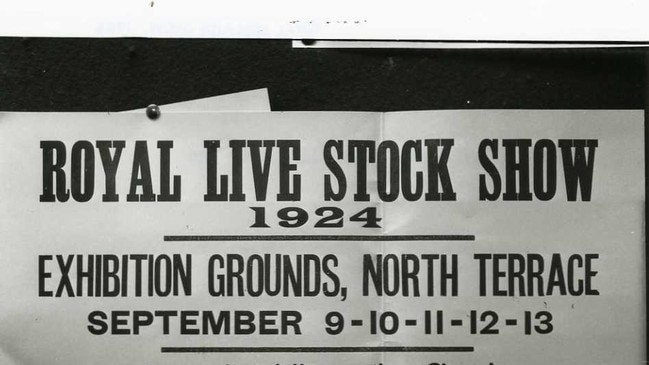 ROYAL LIVE STOCK SHOW
1924
EXHIBITION GROUNDS, NORTH TERRACE
SEPTEMBER 9-10-11-12-13